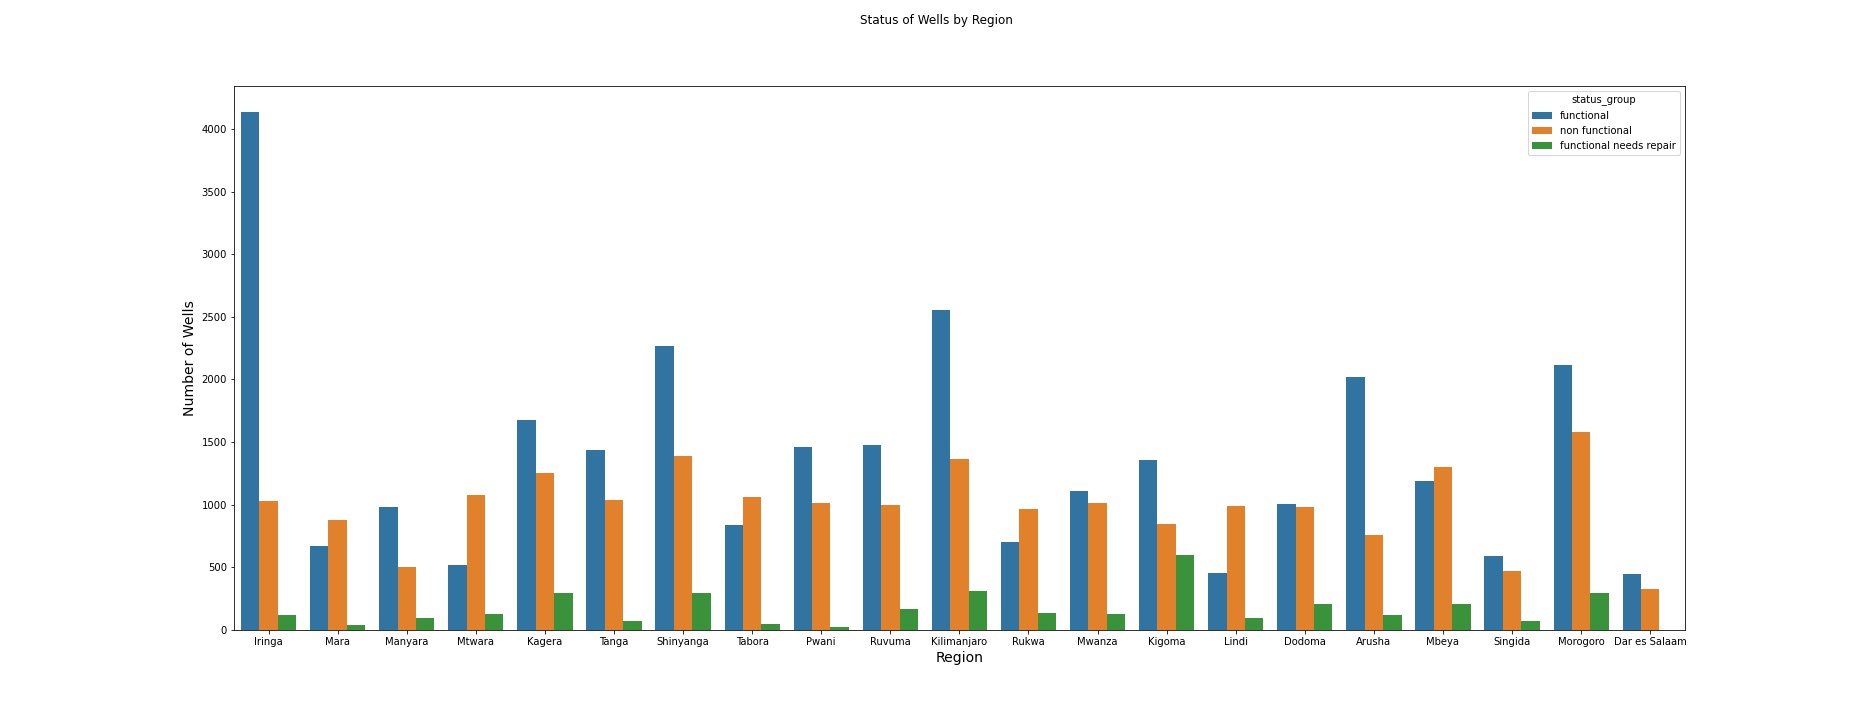 Status of Wells by Region
status_group
functional
non functional
functional needs repair
Number of Wells
4000
3500
3000
2500
2000
1500
1000
500
0
Iringa Mara Manyara Mtwara Kagera Tanga Shinyanga Tabora Pwani Ruvuma Kilimanjaro Rukwa Mwanza Kigoma Lindi Dodoma Arusha Mbeya Singida Morogoro Dar es Salaam
Region